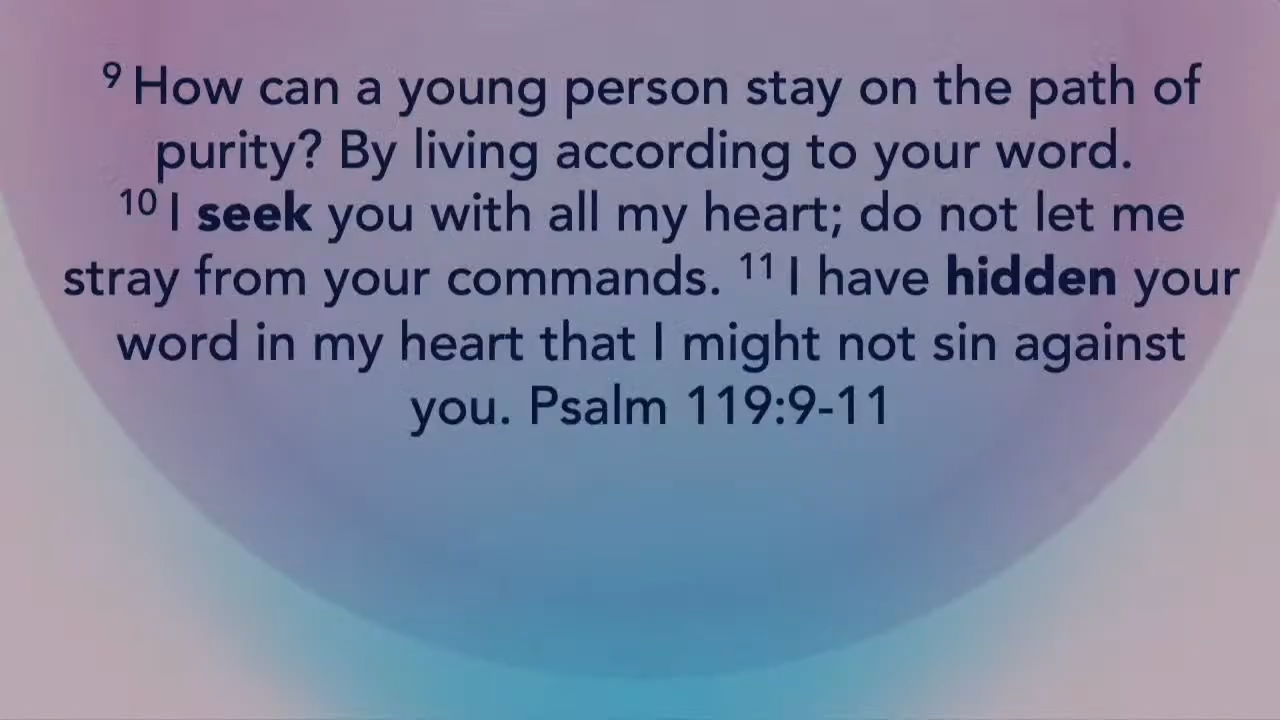 9 How can a young person stay on the path of
purity? By living according to your word.
10 I seek you with all my heart; do not let me
stray from your commands. 11 I have hidden your
word in my heart that I might not sin against
you. Psalm 119:9-11